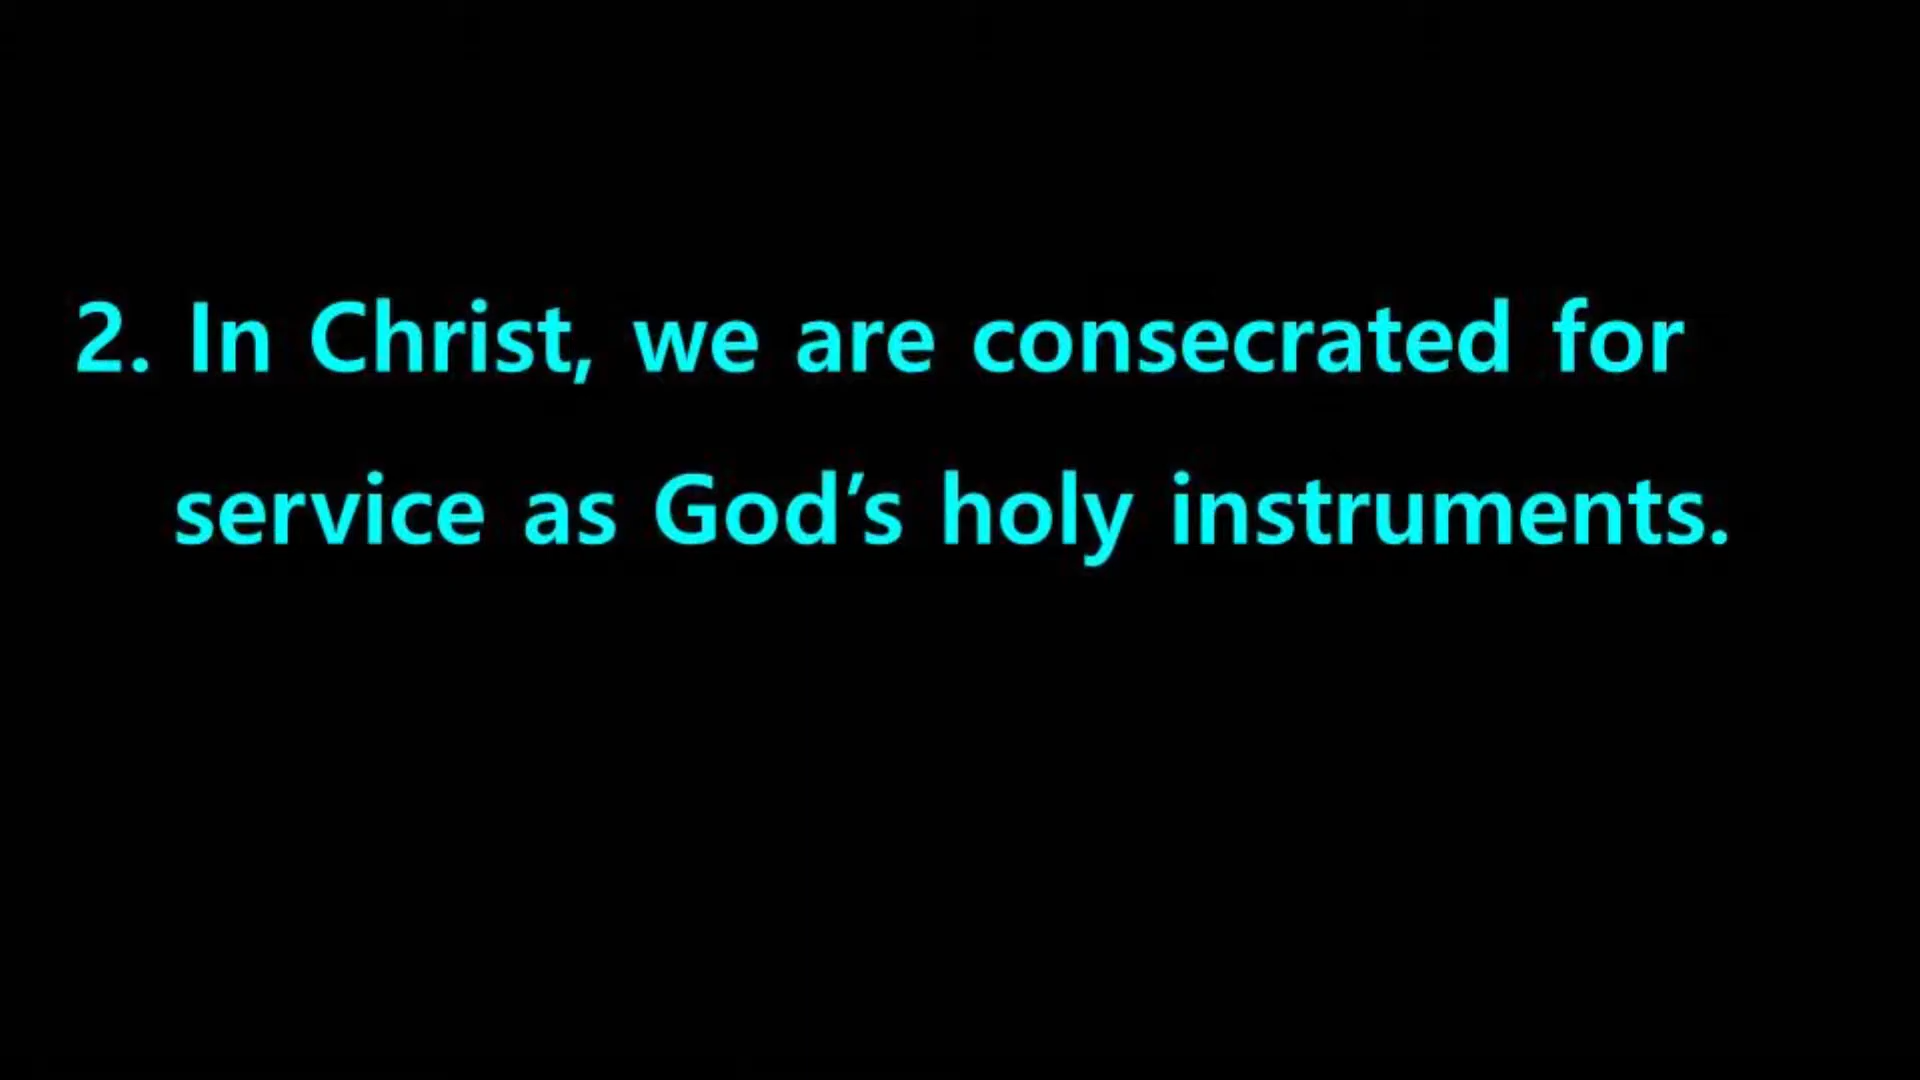 2. In Christ, we are consecrated for
service as God’s holy instruments.